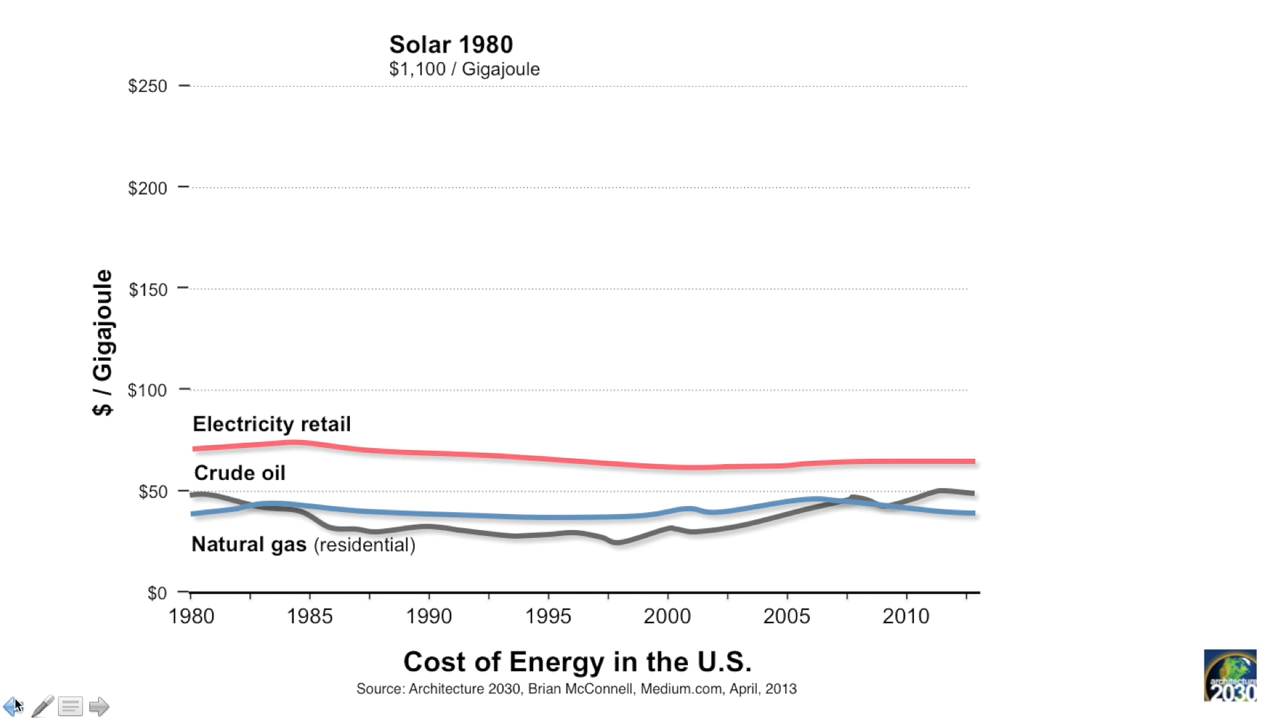 Solar 1980
$1,100 / Gigajoule
$250
$200
$150
$100
$50
$0
$ / Gigajoule
Electricity retail
Crude oil
Natural gas (residential)
1980 1985 1990 1995 2000 2005 2010
Cost of Energy in the U.S.
Source: Architecture 2030, Brian McConnell, Medium.com, April, 2013
architecture
2030